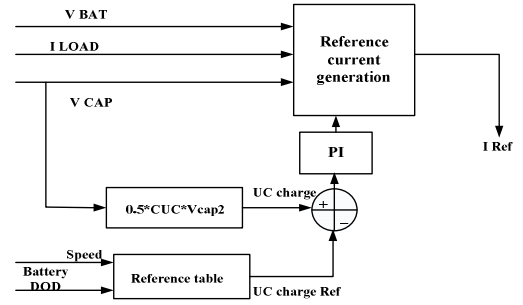 V BAT
I LOAD
V CAP
Reference
current
generation
I Ref
PI
UC charge
+
−
0.5*CUC*Vcap2
Speed
Battery
DOD
Reference table
UC charge Ref